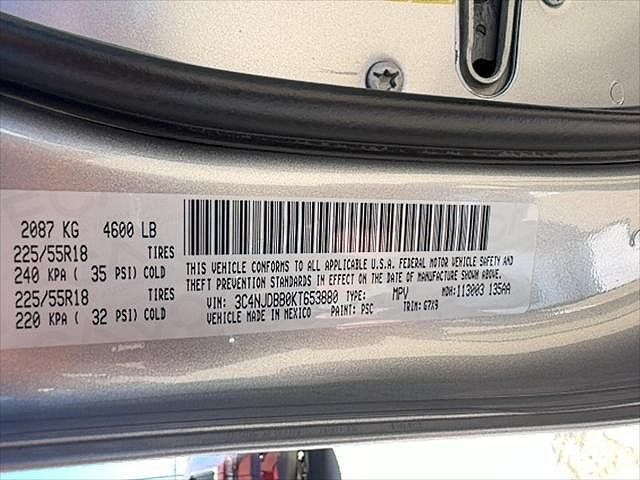 2087 KG 4600 LB
225/55R18 TIRES
240 KPA ( 35 PSI) COLD
225/55R18 TIRES
220 KPA ( 32 PSI) COLD
THIS VEHICLE CONFORMS TO ALL APPLICABLE U.S.A. FEDERAL MOTOR VEHICLE SAFETY AND
THEFT PREVENTION STANDARDS IN EFFECT ON THE DATE OF MANUFACTURE SHOWN ABOVE.
VIN: 3C4NJDBB0KT653880 TYPE: MPV MDH: 113003 135AA
VEHICLE MADE IN MEXICO PAINT: PSC TRIM: G7X9